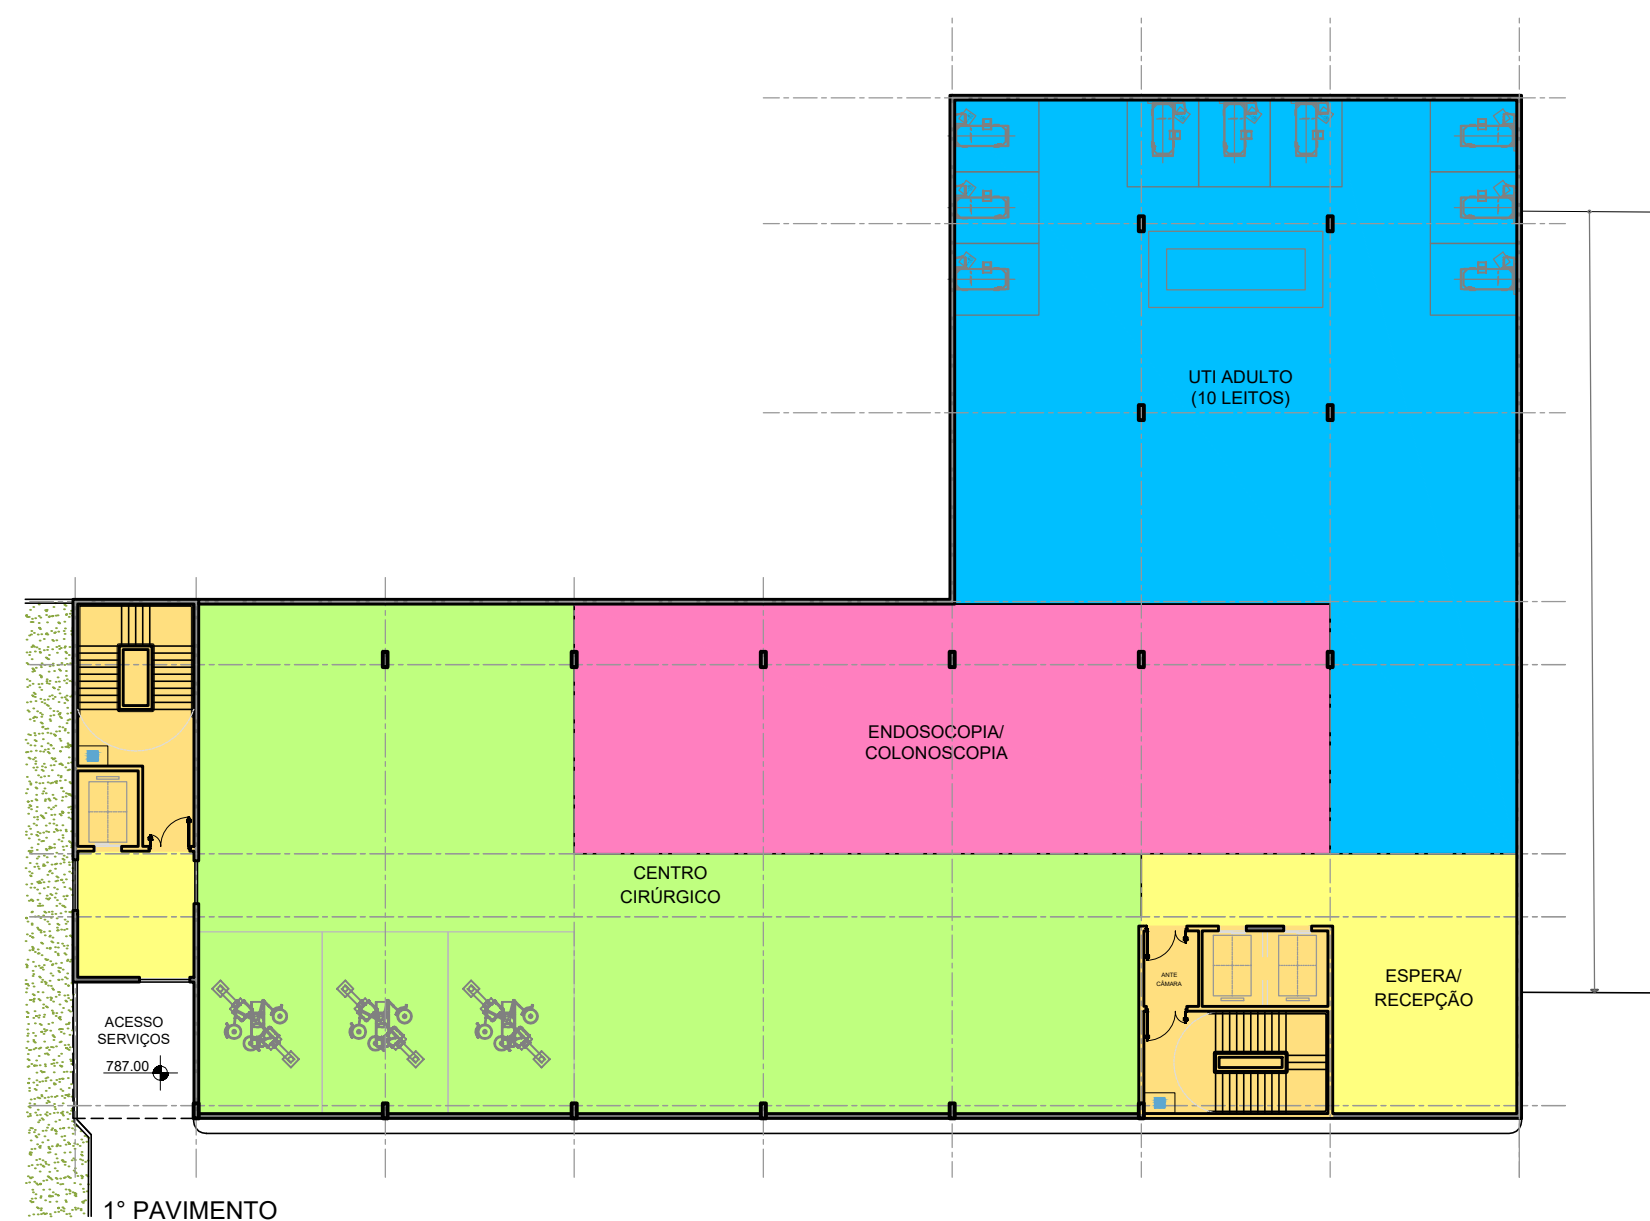 UTI ADULTO
(10 LEITOS)
ENDOSOCOPIA/
COLONOSCOPIA
CENTRO
CIRÚRGICO
ANTE
CÂMARA
ESPERA/
RECEPÇÃO
ACESSO
SERVIÇOS
787.00
1° PAVIMENTO